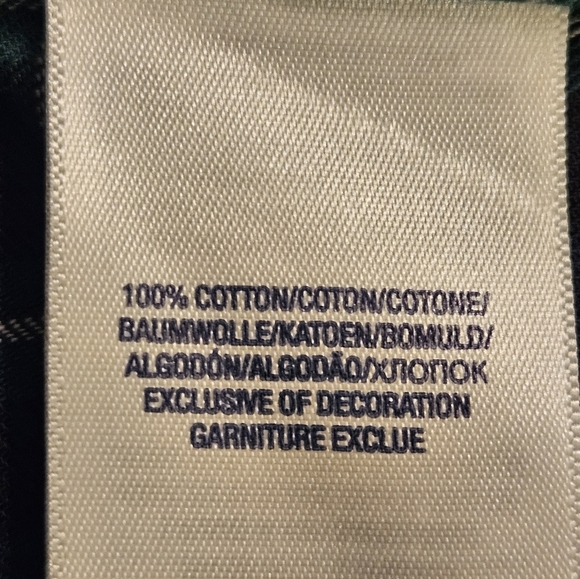 100% COTTON/COTON/COTONE/
BAUMWOLLE/KATOEN/BOMULD/
ALGODÓN/ALGODÃO/ХЛОПОК
EXCLUSIVE OF DECORATION
GARNITURE EXCLUE